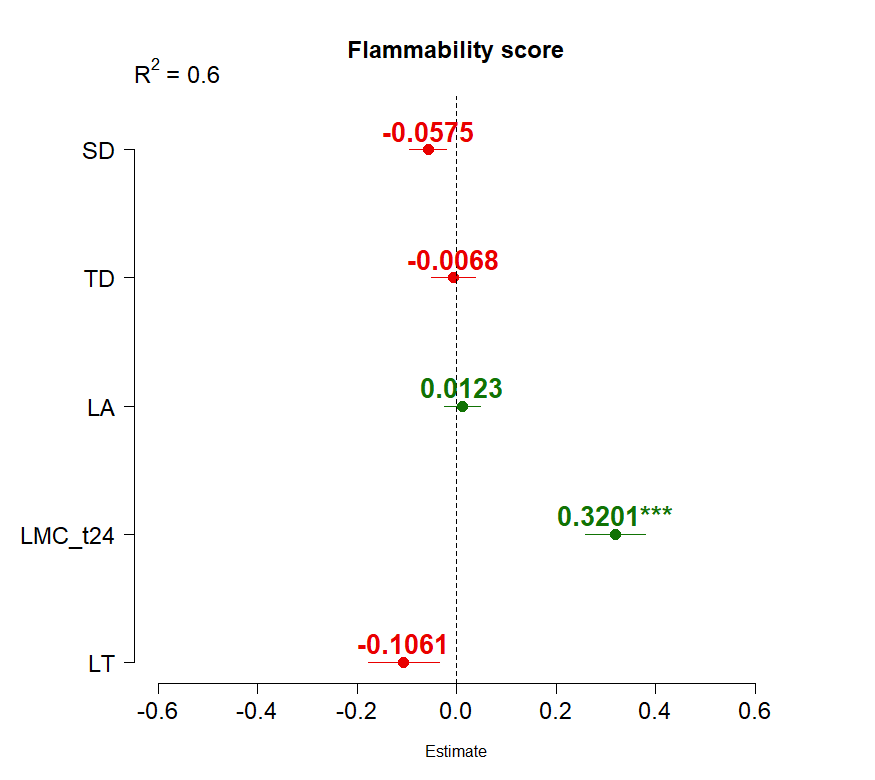 Flammability score
R² = 0.6
SD
-0.0575
TD
-0.0068
LA
0.0123
LMC_t24
0.3201***
LT
-0.1061
-0.6 -0.4 -0.2 0.0 0.2 0.4 0.6
Estimate